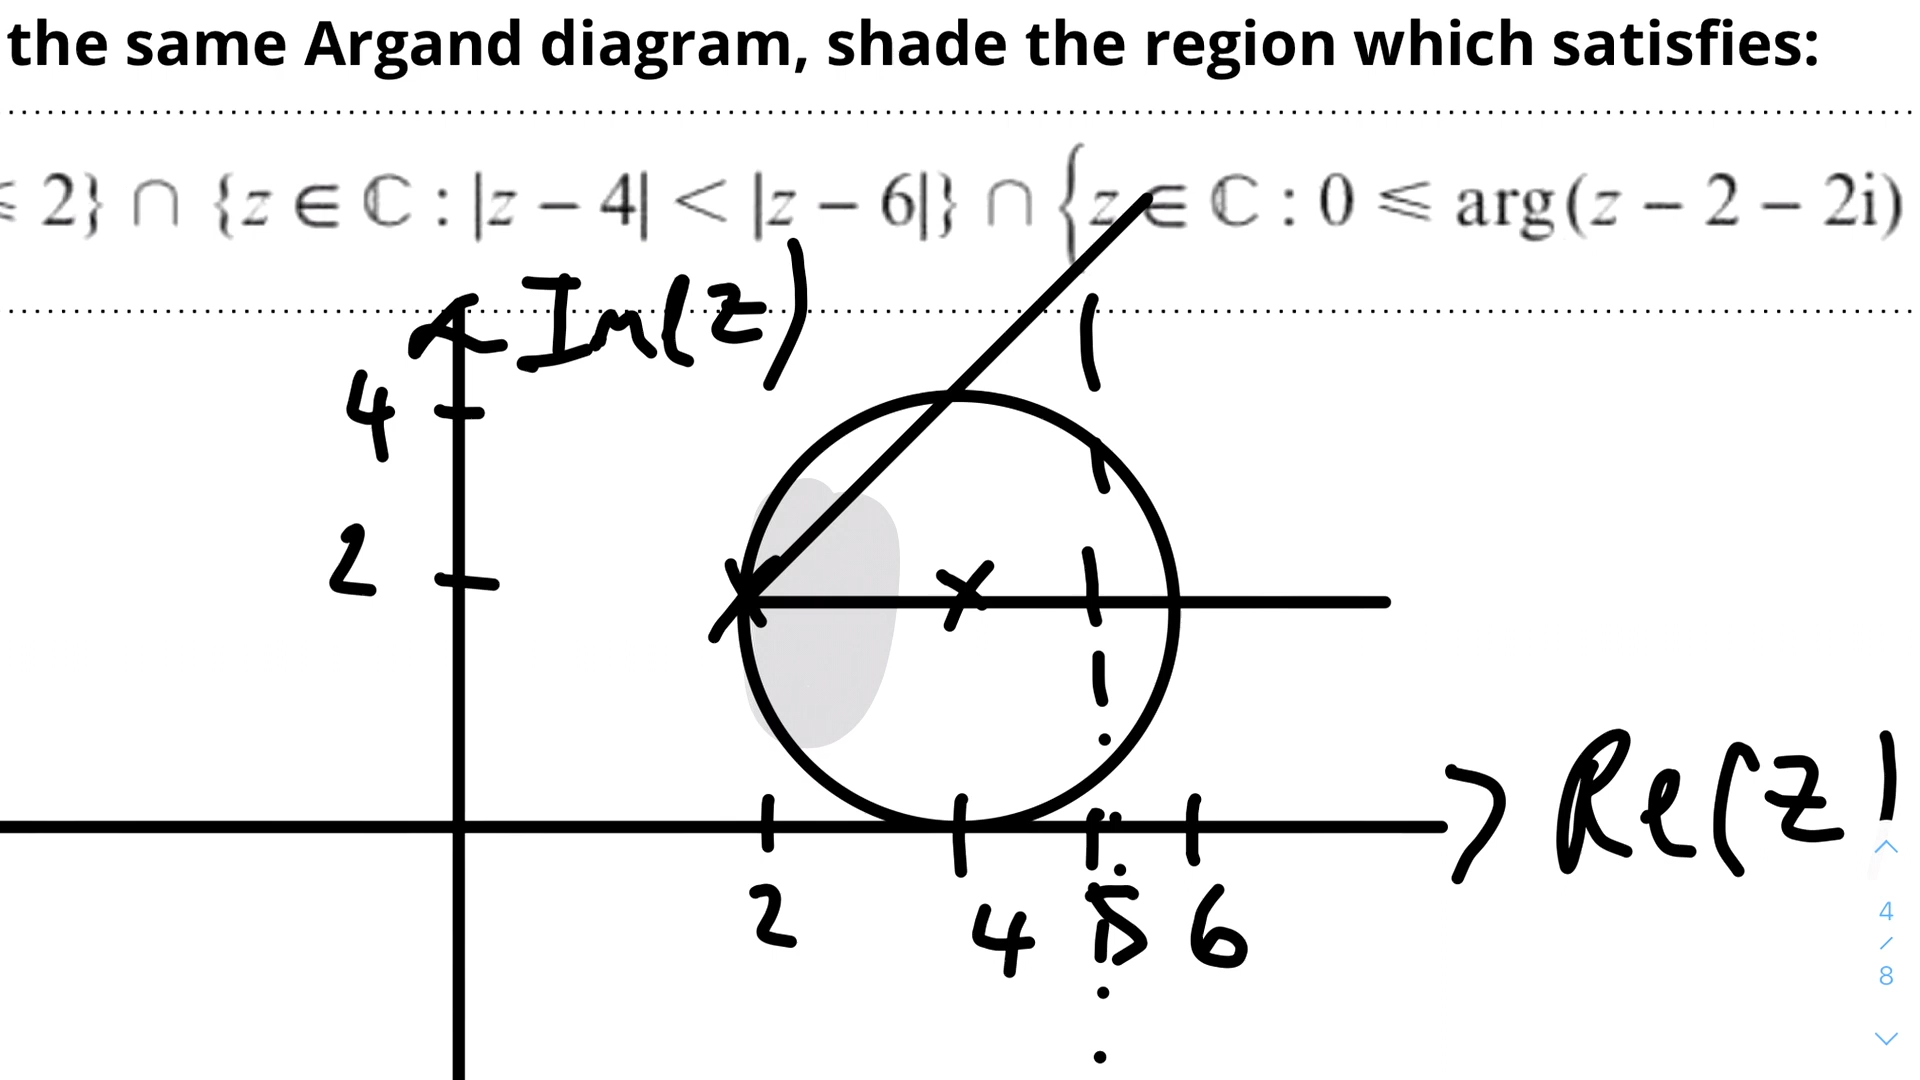 the same Argand diagram, shade the region which satisfies:
⩽ 2} ∩ {z ∈ ℂ : |z − 4| < |z − 6|} ∩ {z ∈ ℂ : 0 ⩽ arg(z − 2 − 2i)
Im(z)
4
2
Re(z)
2 4 5 6
4
/
8